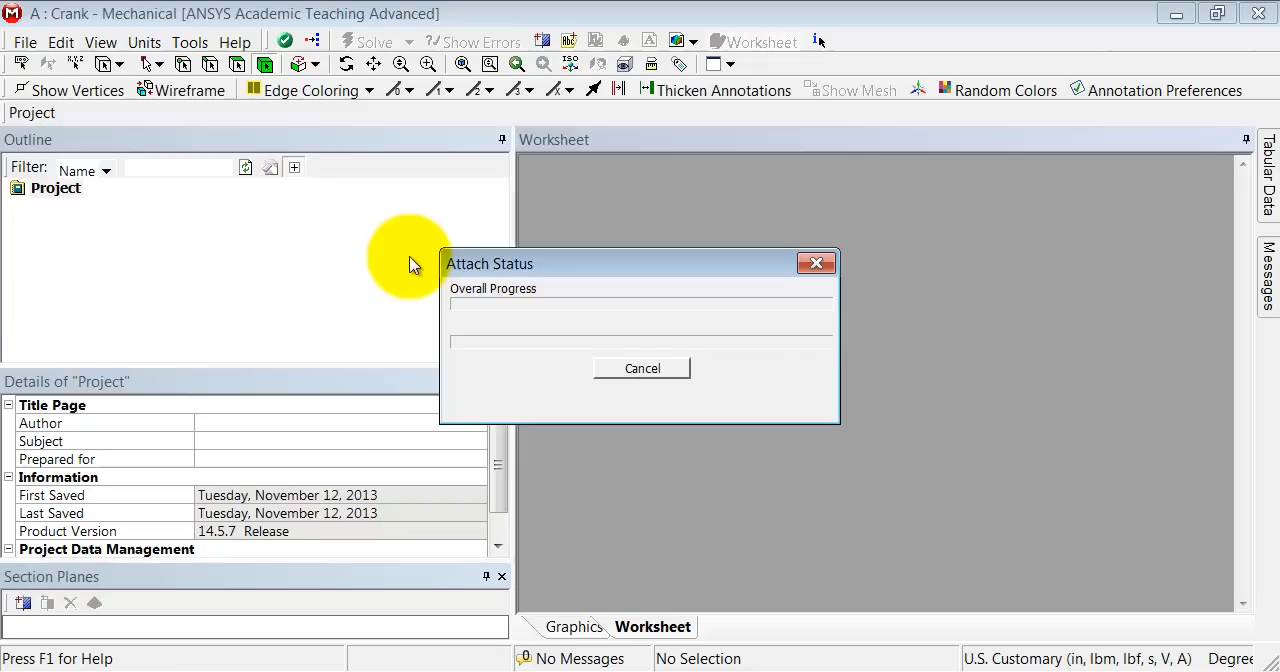 A : Crank - Mechanical [ANSYS Academic Teaching Advanced]
File Edit View Units Tools Help Solve Show Errors Worksheet
Show Vertices Wireframe Edge Coloring Thicken Annotations Show Mesh Random Colors Annotation Preferences
Project
Outline
Filter: Name
Project
Worksheet
Tabular Data
Messages
Attach Status
Overall Progress
Cancel
Details of "Project"
Title Page
Author
Subject
Prepared for
Information
First Saved Tuesday, November 12, 2013
Last Saved Tuesday, November 12, 2013
Product Version 14.5.7 Release
Project Data Management
Section Planes
Graphics Worksheet
Press F1 for Help
0 No Messages
No Selection
U.S. Customary (in, lbm, lbf, s, V, A) Degree